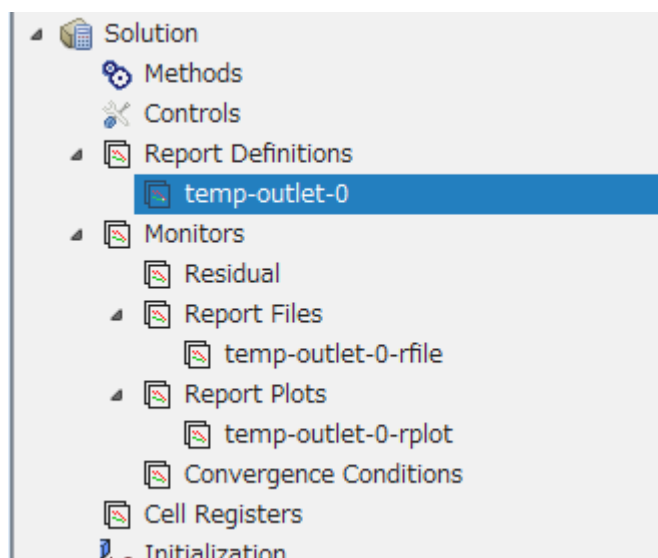 Solution
Methods
Controls
Report Definitions
temp-outlet-0
Monitors
Residual
Report Files
temp-outlet-0-rfile
Report Plots
temp-outlet-0-rplot
Convergence Conditions
Cell Registers
Initialization